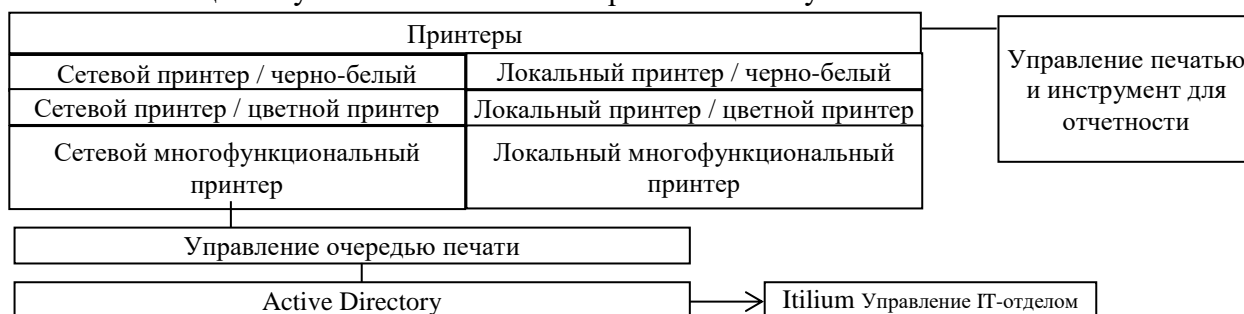 Принтеры
Сетевой принтер / черно-белый
Локальный принтер / черно-белый
Сетевой принтер / цветной принтер
Локальный принтер / цветной принтер
Сетевой многофункциональный
принтер
Локальный многофункциональный
принтер
Управление печатью
и инструмент для
отчетности
Управление очередью печати
Active Directory
Itilium Управление IT-отделом